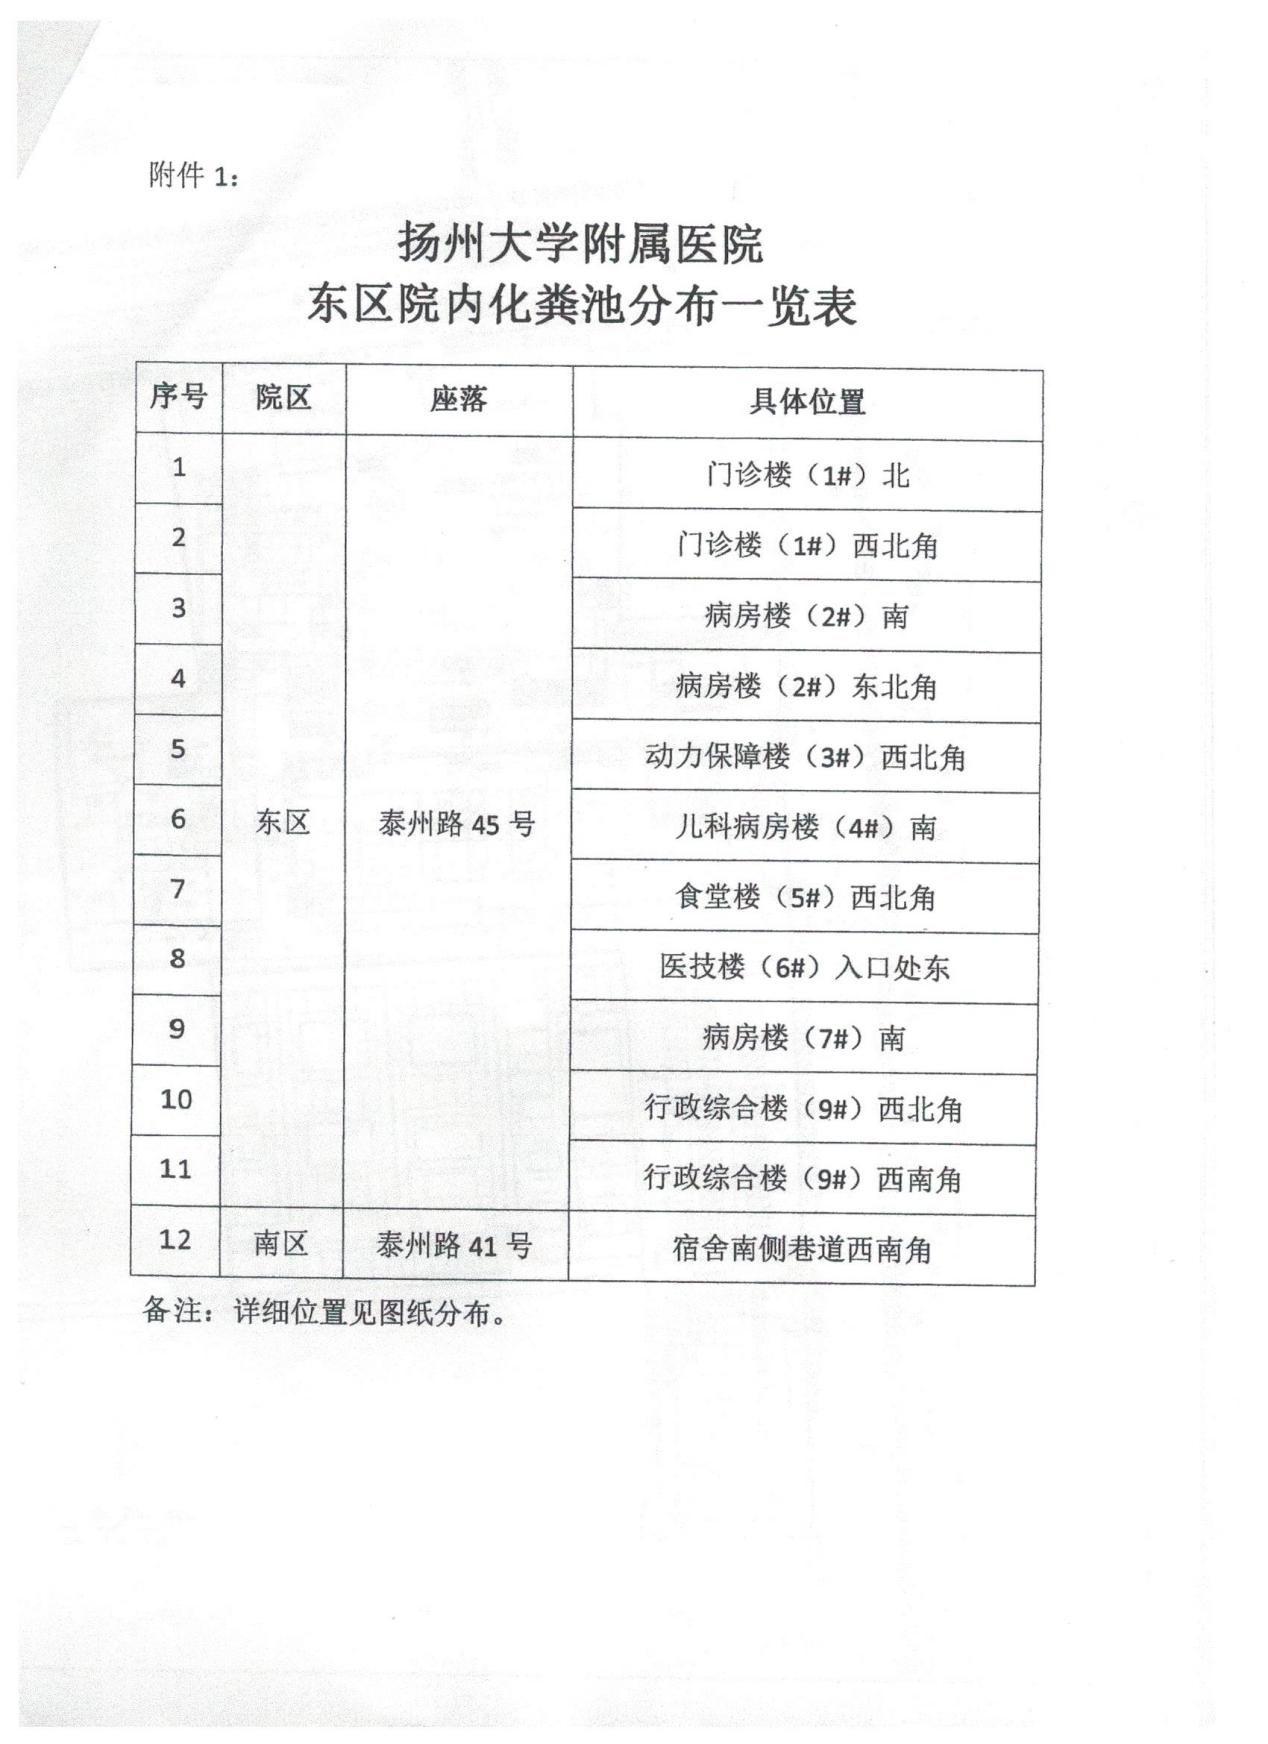 附件 1：
扬州大学附属医院
东区院内化粪池分布一览表
序号 院区 座落 具体位置
1 门诊楼（1#）北
2 门诊楼（1#）西北角
3 病房楼（2#）南
4 病房楼（2#）东北角
5 动力保障楼（3#）西北角
6 东区 泰州路 45 号 儿科病房楼（4#）南
7 食堂楼（5#）西北角
8 医技楼（6#）入口处东
9 病房楼（7#）南
10 行政综合楼（9#）西北角
11 行政综合楼（9#）西南角
12 南区 泰州路 41 号 宿舍南侧巷道西南角
备注：详细位置见图纸分布。